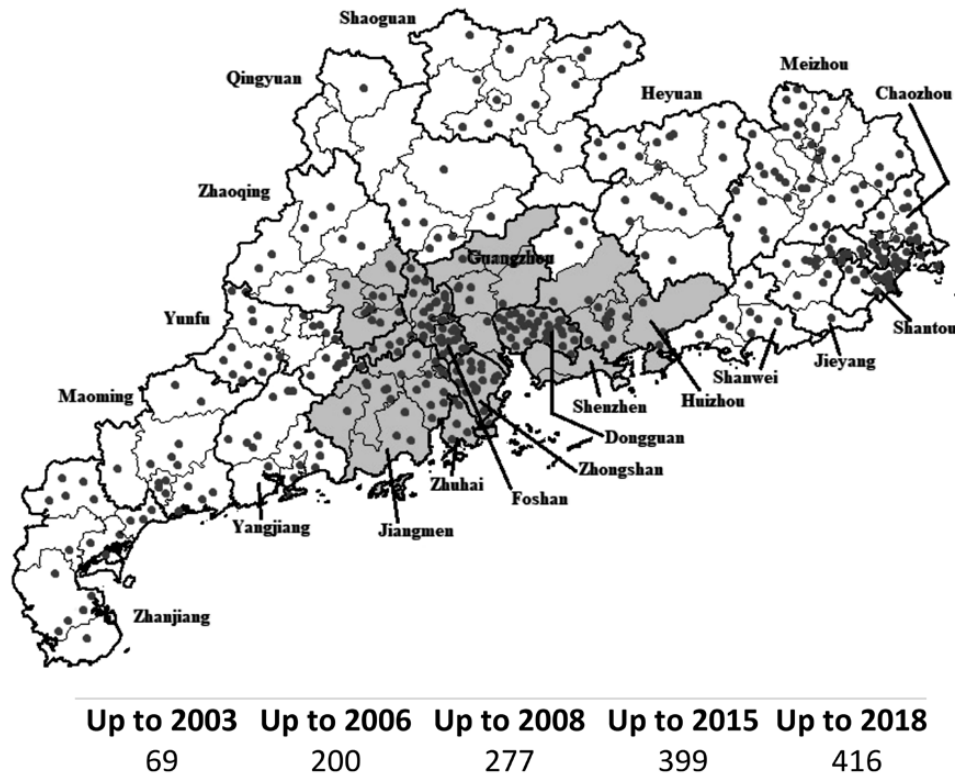 Shaoguan
Qingyuan
Meizhou
Heyuan
Chaozhou
Zhaoqing
Guangzhou
Yunfu
Shantou
Jieyang
Shanwei
Maoming
Shenzhen
Huizhou
Dongguan
Zhongshan
Zhuhai
Foshan
Yangjiang
Jiangmen
Zhanjiang
Up to 2003 Up to 2006 Up to 2008 Up to 2015 Up to 2018
69 200 277 399 416